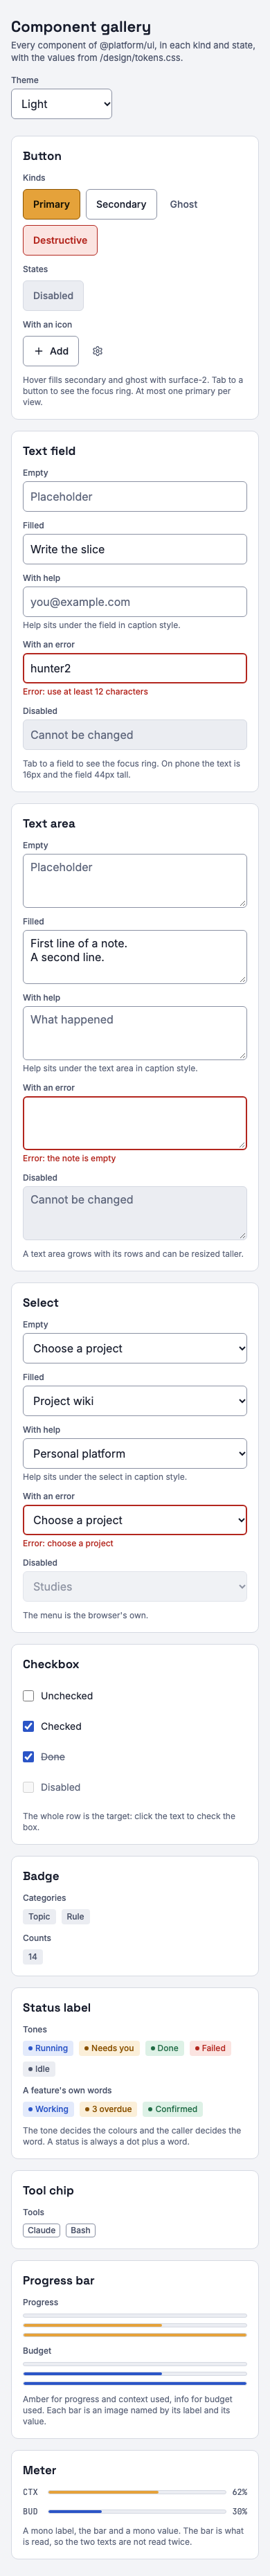 Component gallery
Every component of @platform/ui, in each kind and state,
with the values from /design/tokens.css.
Theme
Light
Button
Kinds
Primary
Secondary
Ghost
Destructive
States
Disabled
With an icon
+ Add
Hover fills secondary and ghost with surface-2. Tab to a
button to see the focus ring. At most one primary per
view.
Text field
Empty
Placeholder
Filled
Write the slice
With help
you@example.com
Help sits under the field in caption style.
With an error
hunter2
Error: use at least 12 characters
Disabled
Cannot be changed
Tab to a field to see the focus ring. On phone the text is
16px and the field 44px tall.
Text area
Empty
Placeholder
Filled
First line of a note.
A second line.
With help
What happened
Help sits under the text area in caption style.
With an error
Error: the note is empty
Disabled
Cannot be changed
A text area grows with its rows and can be resized taller.
Select
Empty
Choose a project
Filled
Project wiki
With help
Personal platform
Help sits under the select in caption style.
With an error
Choose a project
Error: choose a project
Disabled
Studies
The menu is the browser's own.
Checkbox
Unchecked
Checked
Done
Disabled
The whole row is the target: click the text to check the
box.
Badge
Categories
Topic Rule
Counts
14
Status label
Tones
Running Needs you Done Failed
Idle
A feature's own words
Working 3 overdue Confirmed
The tone decides the colours and the caller decides the
word. A status is always a dot plus a word.
Tool chip
Tools
Claude Bash
Progress bar
Progress
Budget
Amber for progress and context used, info for budget
used. Each bar is an image named by its label and its
value.
Meter
CTX 62%
BUD 30%
A mono label, the bar and a mono value. The bar is what
is read, so the two texts are not read twice.